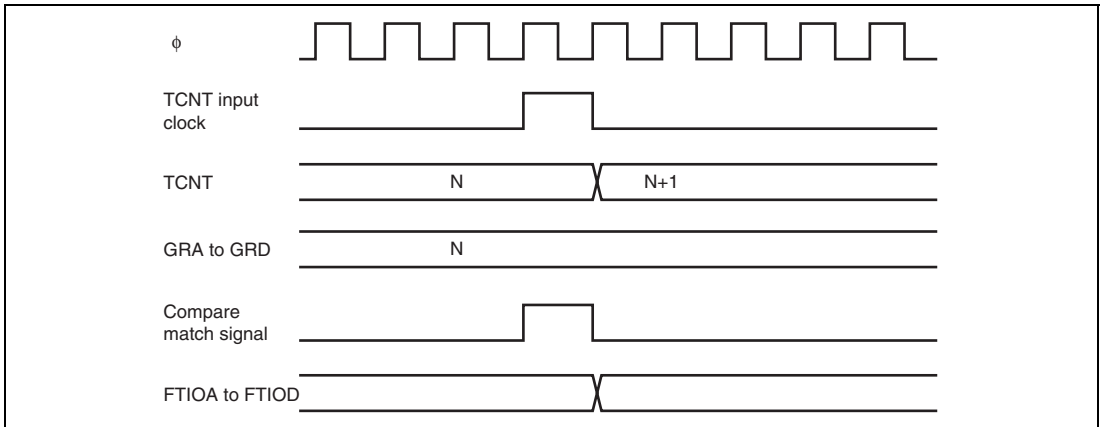 ϕ
TCNT input
clock
TCNT
N
N+1
GRA to GRD
N
Compare
match signal
FTIOA to FTIOD